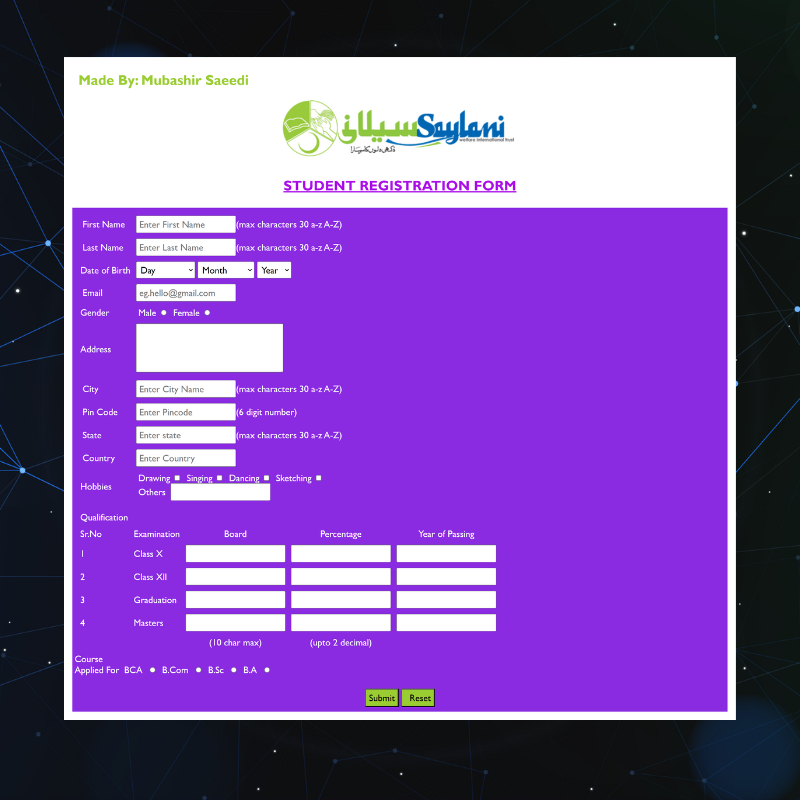 Made By: Mubashir Saeedi
سیلانی Saylani
welfare international trust
STUDENT REGISTRATION FORM
First Name Enter First Name (max characters 30 a-z A-Z)
Last Name Enter Last Name (max characters 30 a-z A-Z)
Date of Birth Day Month Year
Email eg.hello@gmail.com
Gender Male Female
Address
City Enter City Name (max characters 30 a-z A-Z)
Pin Code Enter Pincode (6 digit number)
State Enter state (max characters 30 a-z A-Z)
Country Enter Country
Hobbies Drawing Singing Dancing Sketching
Others
Qualification
Sr.No Examination Board Percentage Year of Passing
1 Class X
2 Class XII
3 Graduation
4 Masters
(10 char max) (upto 2 decimal)
Course
Applied For BCA B.Com B.Sc B.A
Submit Reset